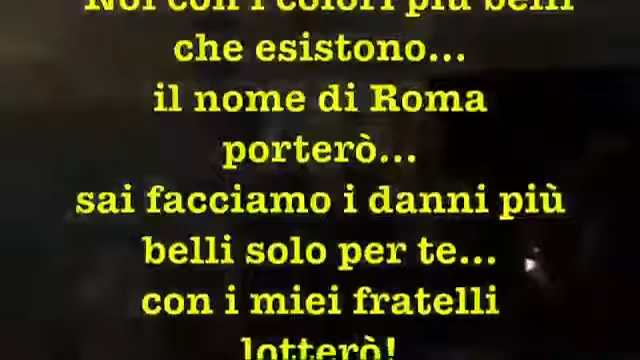 Noi con i colori più belli
che esistono...
il nome di Roma
porterò...
sai facciamo i danni più
belli solo per te...
con i miei fratelli
lotterò!